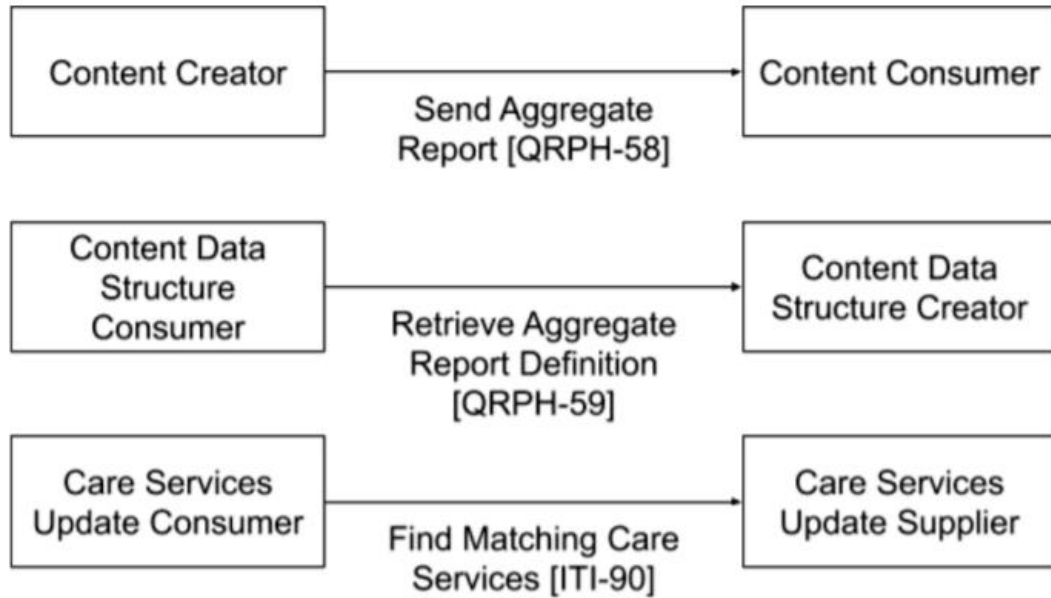 Content Creator
Content Consumer
Send Aggregate
Report [QRPH-58]
Content Data
Structure
Consumer
Content Data
Structure Creator
Retrieve Aggregate
Report Definition
[QRPH-59]
Care Services
Update Consumer
Care Services
Update Supplier
Find Matching Care
Services [ITI-90]